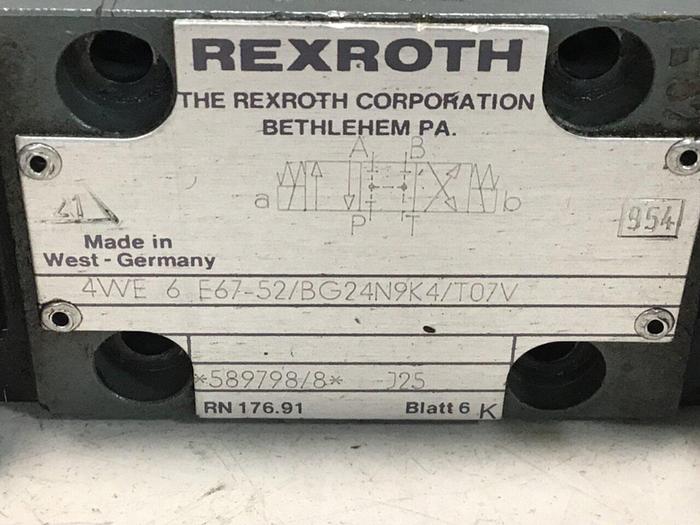 REXROTH
THE REXROTH CORPORATION
BETHLEHEM PA.
A B
a b
P T
954
Made in
West - Germany
4WE 6 E67-52/BG24N9K4/T07V
*589798/8* J25
RN 176.91 Blatt 6 K